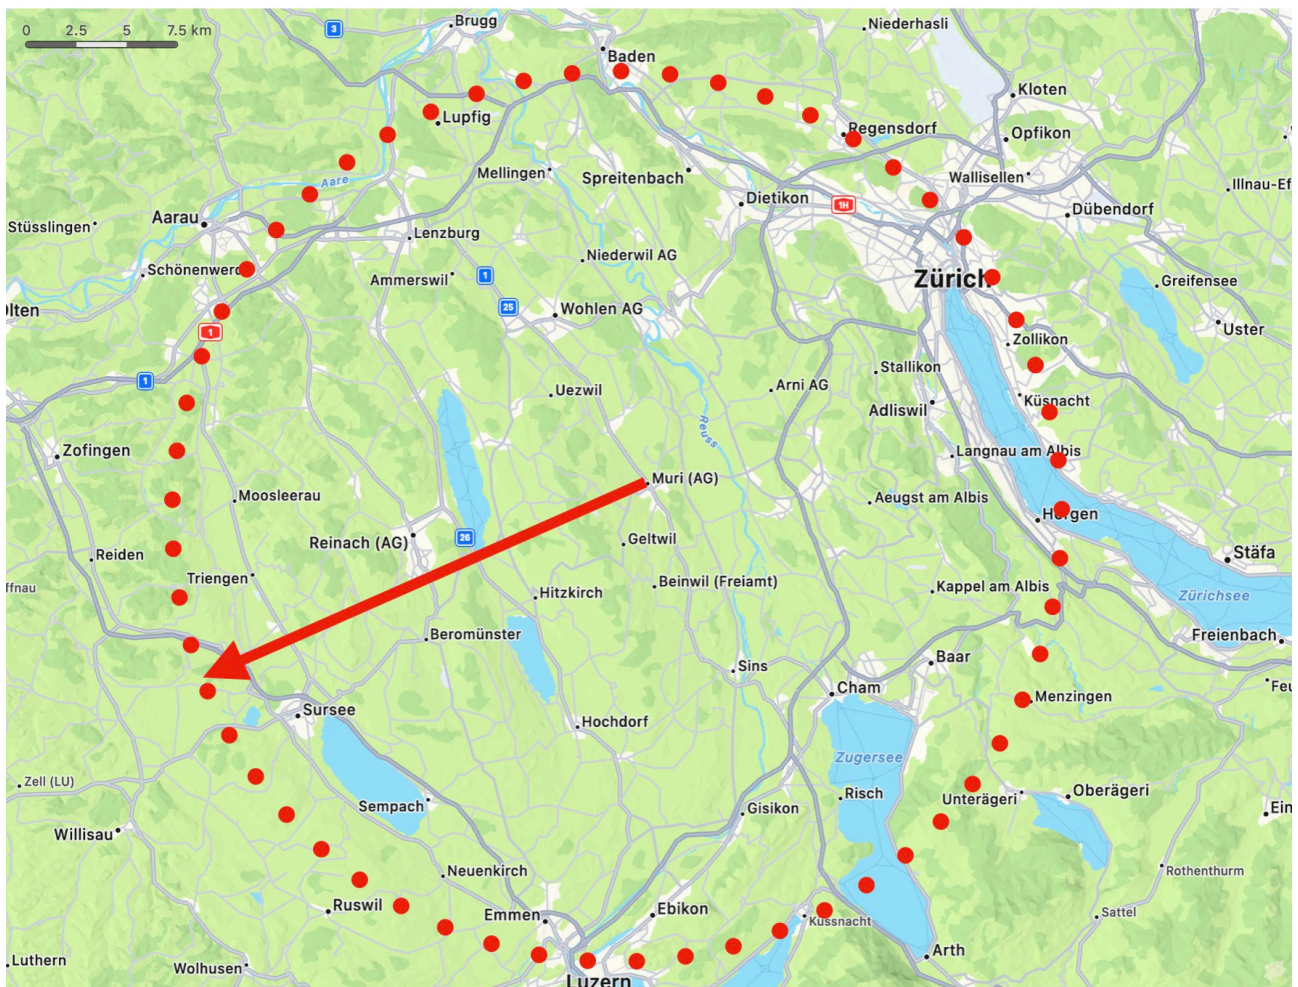 0 2.5 5 7.5 km
3
Brugg
Niederhasli
Baden
Kloten
Lupfig
Regensdorf
Opfikon
Mellingen
Spreitenbach
Wallisellen
Aare
Illnau-Ef
Dietikon
1H
Dübendorf
Aarau
Stüsslingen
Lenzburg
Niederwil AG
Schönenwerd
Ammerswil
1
Zürich
Greifensee
25
Wohlen AG
Uster
1
Zollikon
Stallikon
1
Uezwil
Arni AG
Küsnacht
Adliswil
Reuss
Zofingen
Langnau am Albis
Muri (AG)
Moosleerau
Aeugst am Albis
Horgen
26
Geltwil
Reinach (AG)
Reiden
Stäfa
Triengen
Beinwil (Freiamt)
Kappel am Albis
Hitzkirch
Zürichsee
Beromünster
Freienbach
Baar
Sins
Cham
Menzingen
Sursee
Hochdorf
Zugersee
Zell (LU)
Risch
Unterägeri
Oberägeri
Sempach
Gisikon
Willisau
Neuenkirch
Rothenthurm
Ruswil
Emmen
Ebikon
Küssnacht
Sattel
Arth
Luthern
Wolhusen
Luzern